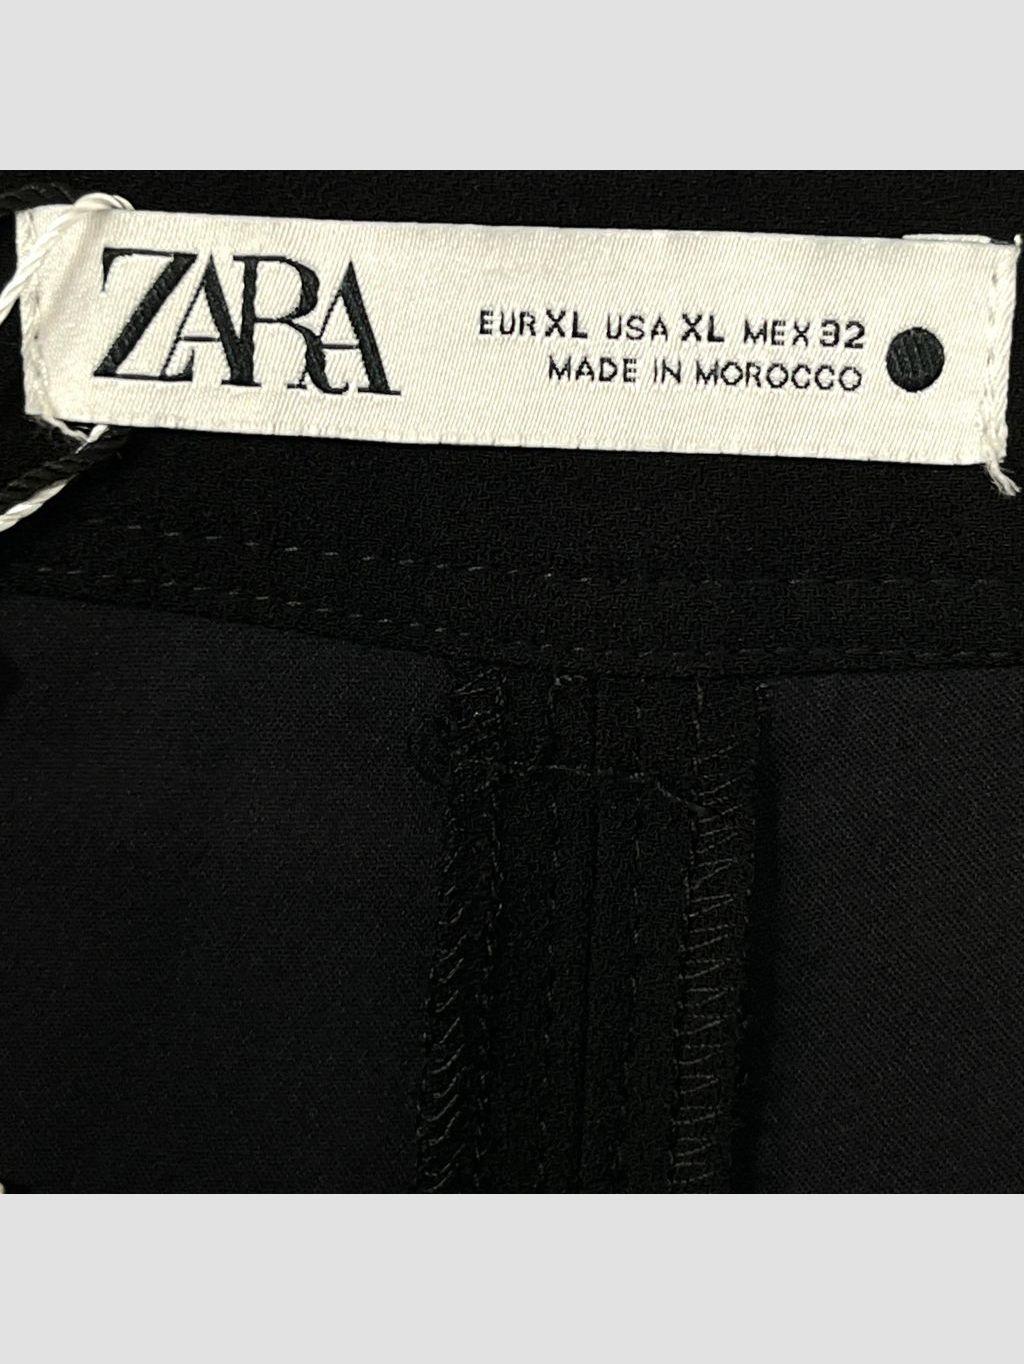 ZARA
EUR XL USA XL MEX 32
MADE IN MOROCCO